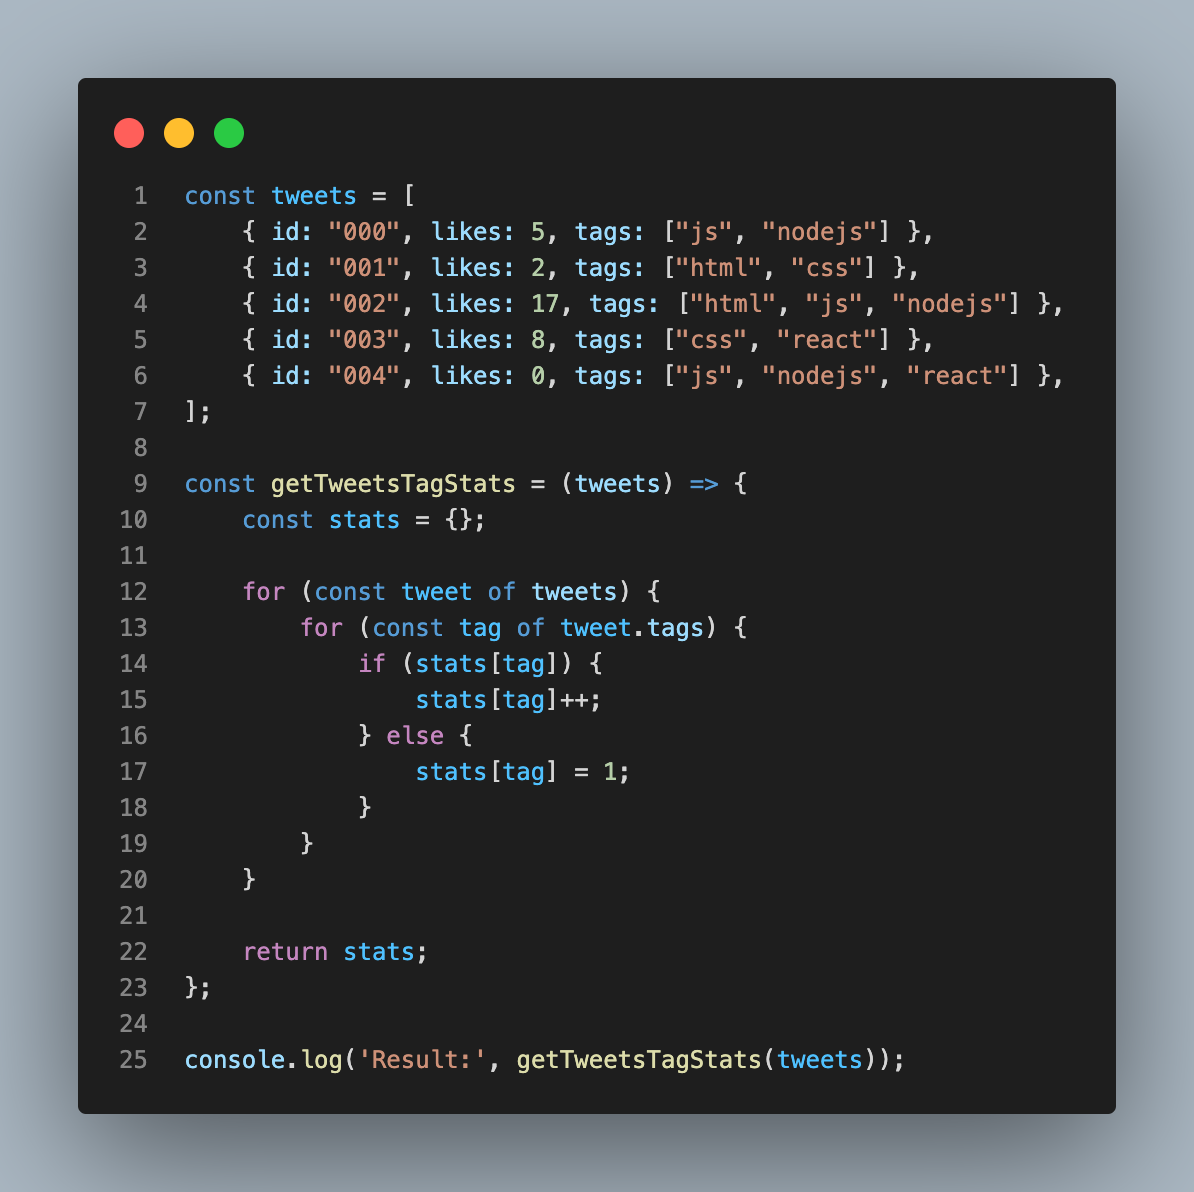 1 const tweets = [
2     { id: "000", likes: 5, tags: ["js", "nodejs"] },
3     { id: "001", likes: 2, tags: ["html", "css"] },
4     { id: "002", likes: 17, tags: ["html", "js", "nodejs"] },
5     { id: "003", likes: 8, tags: ["css", "react"] },
6     { id: "004", likes: 0, tags: ["js", "nodejs", "react"] },
7 ];
8
9 const getTweetsTagStats = (tweets) => {
10     const stats = {};
11
12     for (const tweet of tweets) {
13         for (const tag of tweet.tags) {
14             if (stats[tag]) {
15                 stats[tag]++;
16             } else {
17                 stats[tag] = 1;
18             }
19         }
20     }
21
22     return stats;
23 };
24
25 console.log('Result:', getTweetsTagStats(tweets));